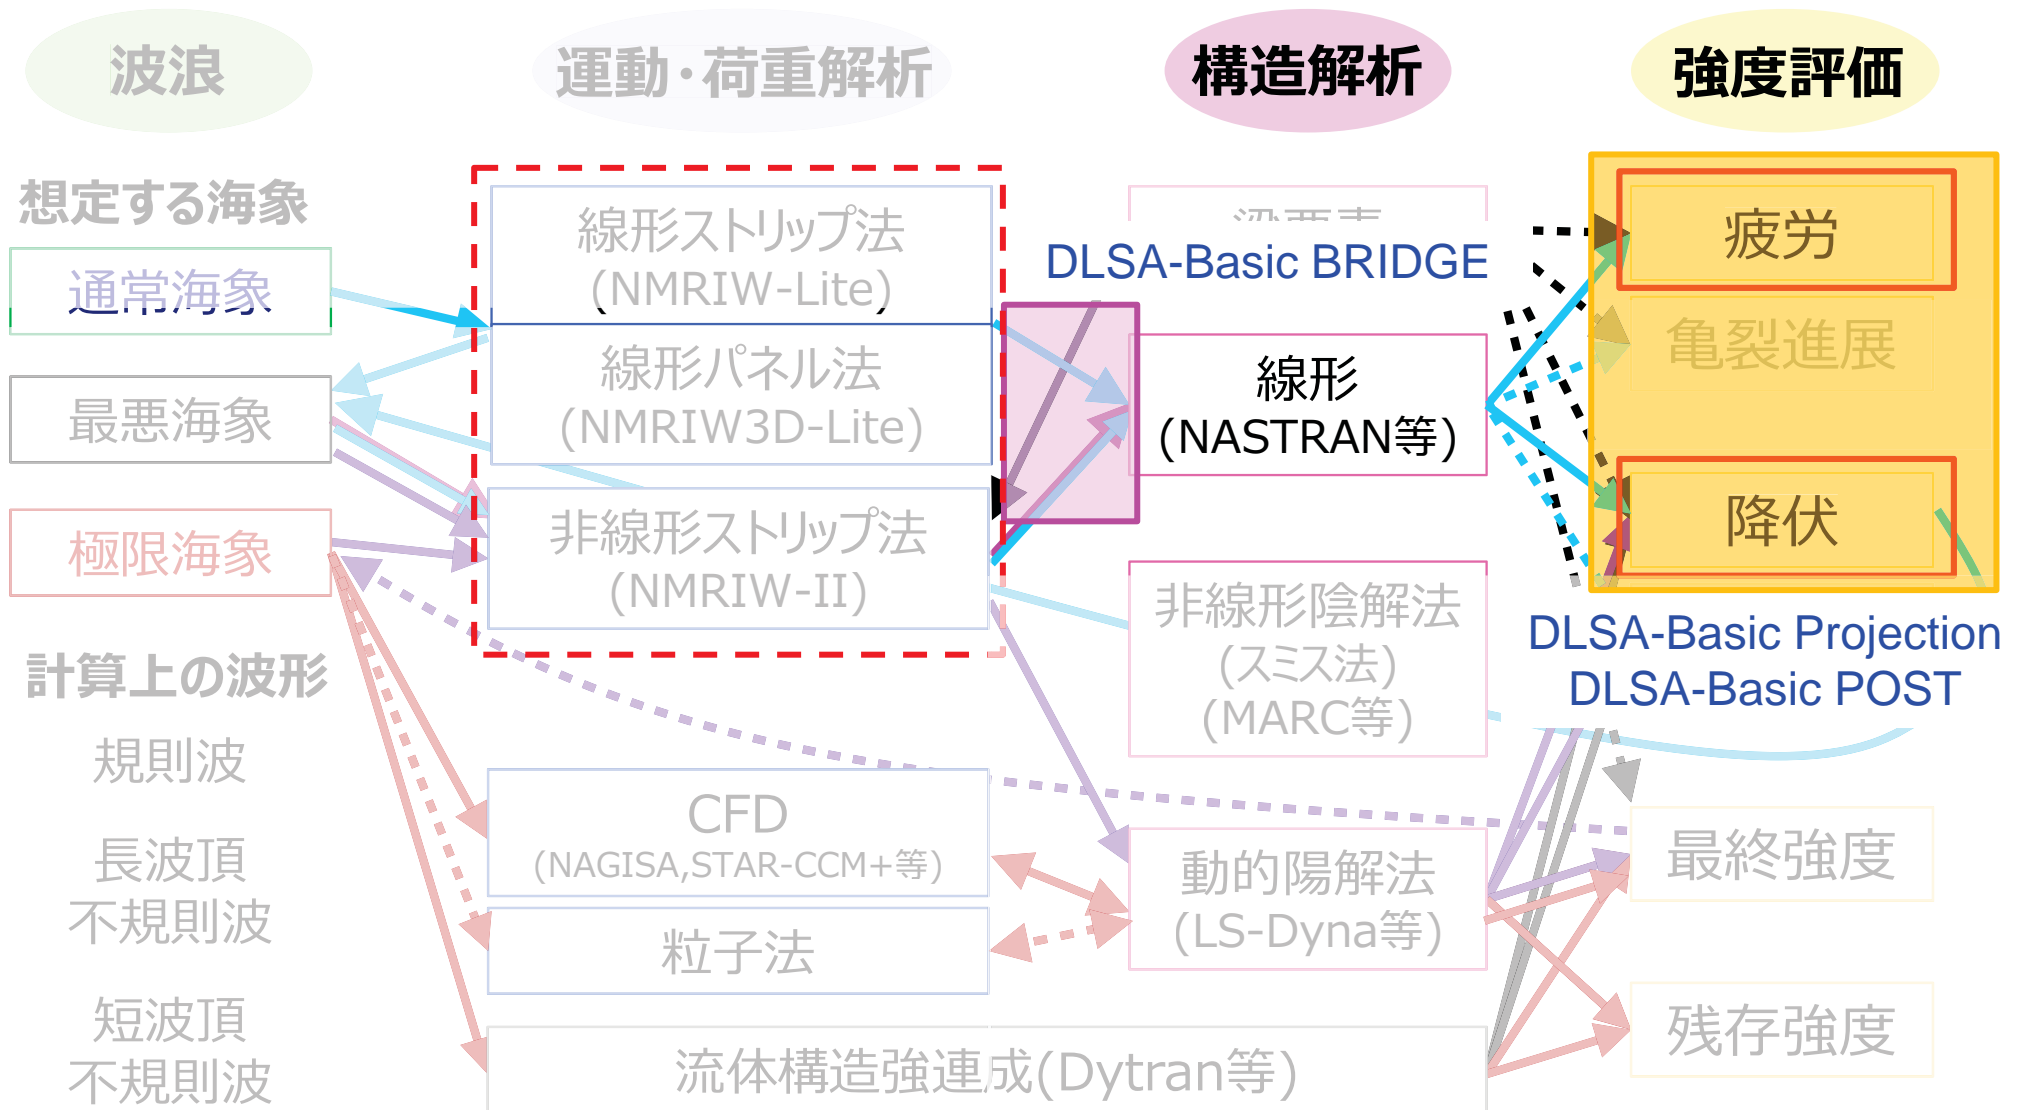 波浪
運動・荷重解析
構造解析
強度評価
想定する海象
通常海象
最悪海象
極限海象
計算上の波形
規則波
長波頂
不規則波
短波頂
不規則波
線形ストリップ法
(NMRIW-Lite)
線形パネル法
(NMRIW3D-Lite)
非線形ストリップ法
(NMRIW-II)
CFD
(NAGISA,STAR-CCM+等)
粒子法
流体構造強連成(Dytran等)
DLSA-Basic BRIDGE
線形
(NASTRAN等)
非線形陰解法
(スミス法)
(MARC等)
動的陽解法
(LS-Dyna等)
疲労
亀裂進展
降伏
DLSA-Basic Projection
DLSA-Basic POST
最終強度
残存強度